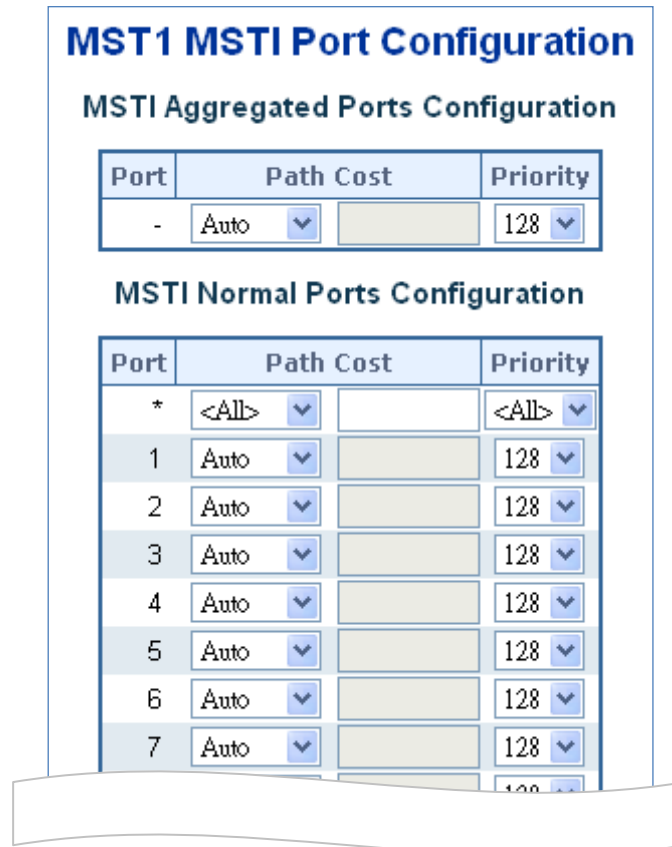 MST1 MSTI Port Configuration
MSTI Aggregated Ports Configuration
Port Path Cost Priority
- Auto 128
MSTI Normal Ports Configuration
Port Path Cost Priority
* <All> <All>
1 Auto 128
2 Auto 128
3 Auto 128
4 Auto 128
5 Auto 128
6 Auto 128
7 Auto 128